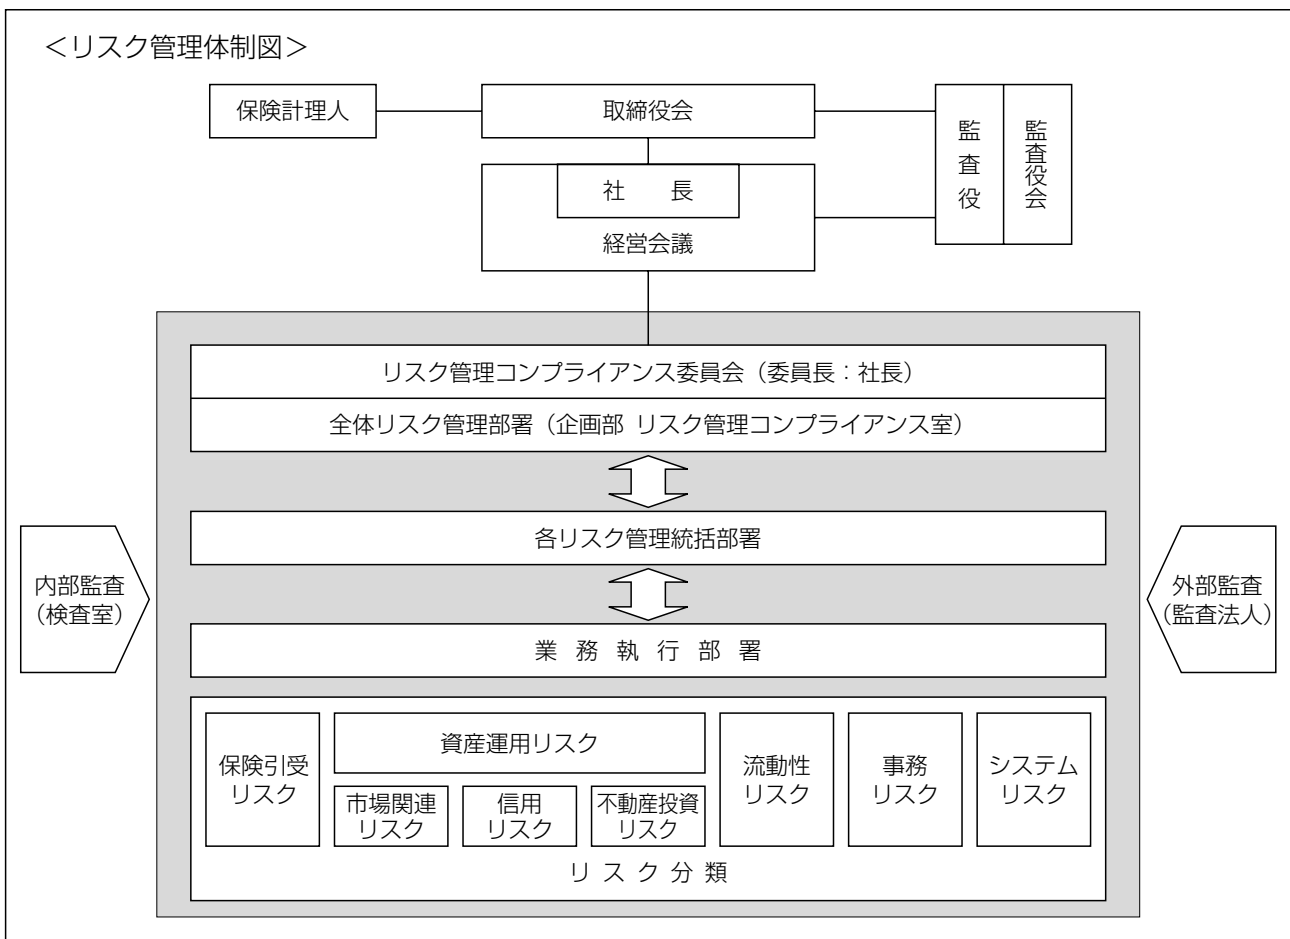 ＜リスク管理体制図＞
保険計理人
取締役会
監査役
監査役会
社　長
経営会議
リスク管理コンプライアンス委員会（委員長：社長）
全体リスク管理部署（企画部 リスク管理コンプライアンス室）
各リスク管理統括部署
内部監査
（検査室）
外部監査
（監査法人）
業務執行部署
保険引受
リスク
資産運用リスク
市場関連
リスク
信用
リスク
不動産投資
リスク
流動性
リスク
事務
リスク
システム
リスク
リスク分類